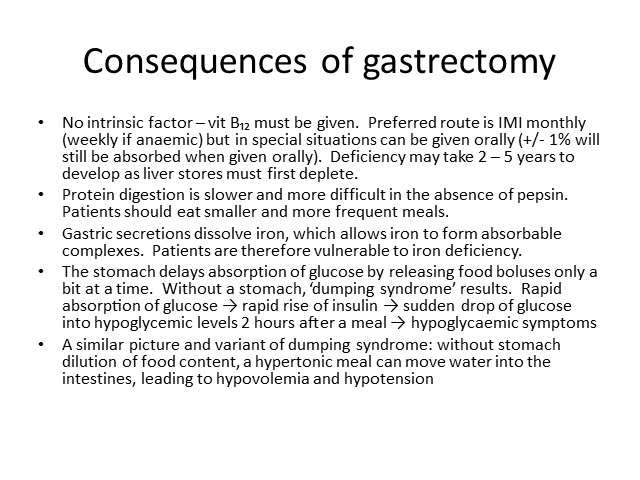 Consequences of gastrectomy
• No intrinsic factor – vit B₁₂ must be given. Preferred route is IMI monthly
(weekly if anaemic) but in special situations can be given orally (+/- 1% will
still be absorbed when given orally). Deficiency may take 2 – 5 years to
develop as liver stores must first deplete.
• Protein digestion is slower and more difficult in the absence of pepsin.
Patients should eat smaller and more frequent meals.
• Gastric secretions dissolve iron, which allows iron to form absorbable
complexes. Patients are therefore vulnerable to iron deficiency.
• The stomach delays absorption of glucose by releasing food boluses only a
bit at a time. Without a stomach, ‘dumping syndrome’ results. Rapid
absorption of glucose → rapid rise of insulin → sudden drop of glucose
into hypoglycemic levels 2 hours after a meal → hypoglycaemic symptoms
• A similar picture and variant of dumping syndrome: without stomach
dilution of food content, a hypertonic meal can move water into the
intestines, leading to hypovolemia and hypotension